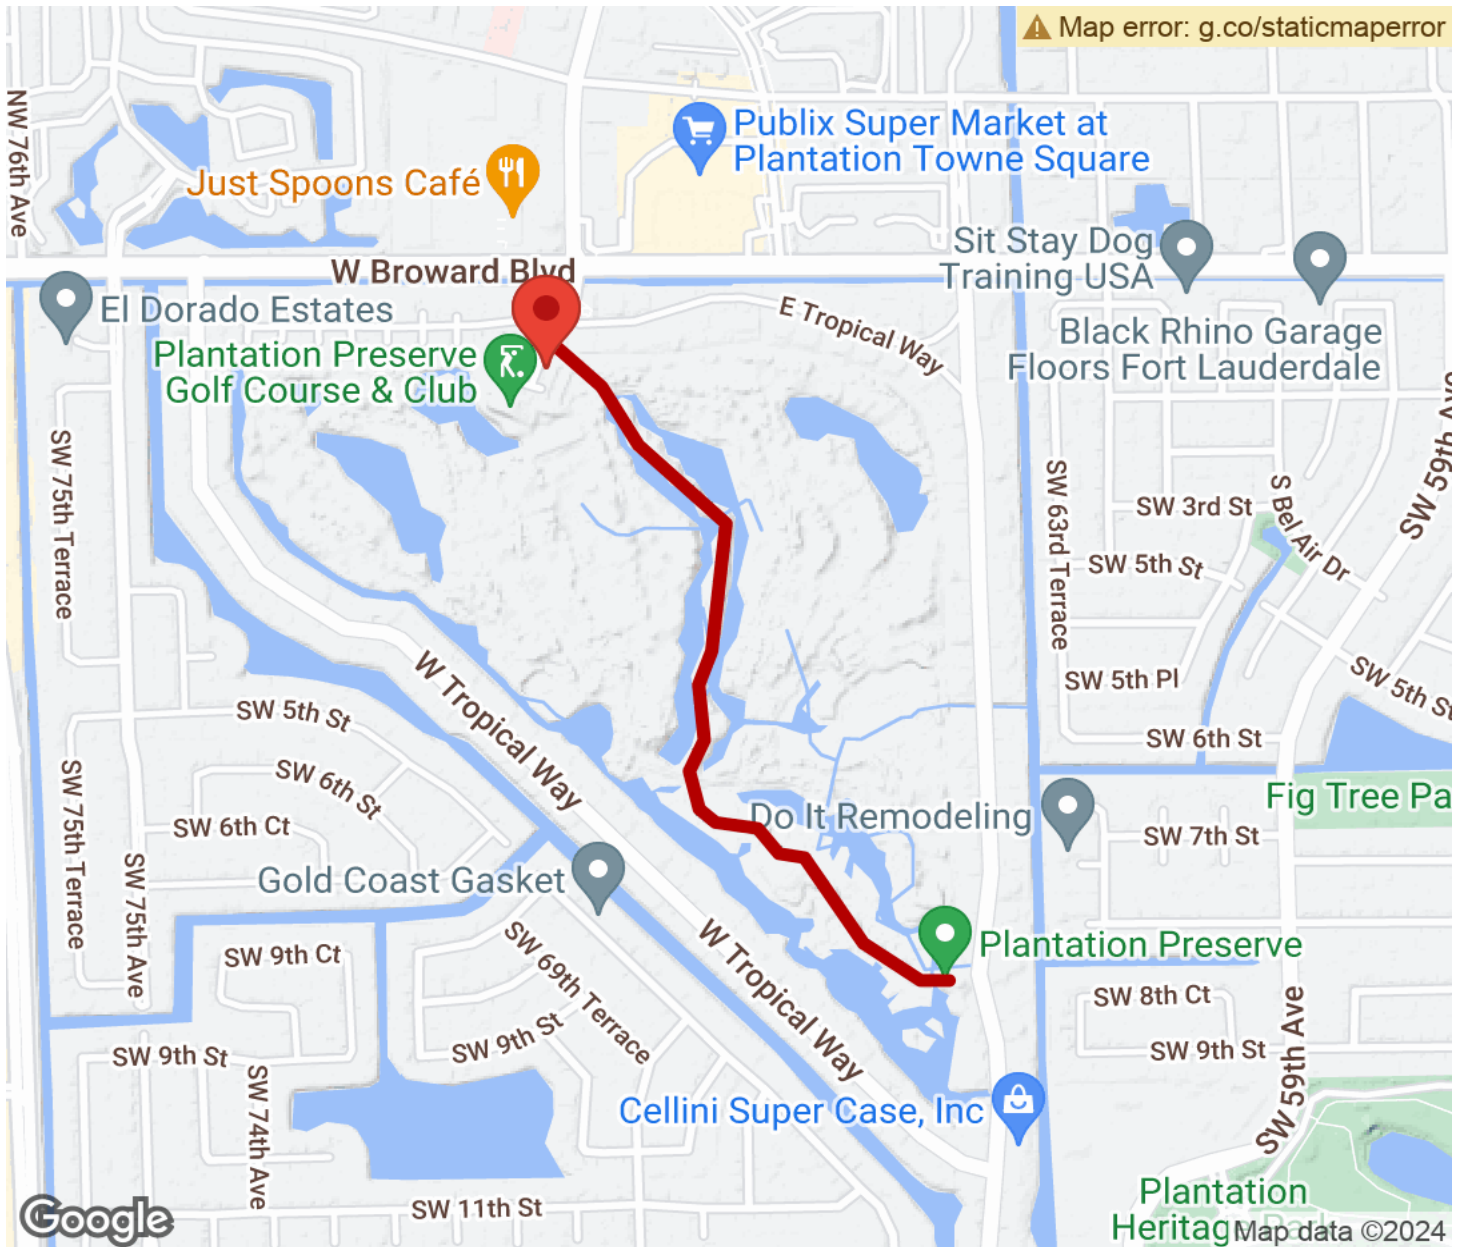 Map error: g.co/staticmaperror
NW 76th Ave
Publix Super Market at
Plantation Towne Square
Just Spoons Café
Sit Stay Dog
Training USA
W Broward Blvd
El Dorado Estates
E Tropical Way
Black Rhino Garage
Floors Fort Lauderdale
Plantation Preserve
Golf Course & Club
SW 59th Ave
SW 75th Terrace
SW 63rd Terrace
SW 3rd St
S Bel Air Dr
SW 5th St
SW 5th Pl
SW 5th St
W Tropical Way
SW 5th St
SW 6th St
SW 6th St
SW 75th Terrace
SW 6th Ct
Do It Remodeling
Fig Tree Pa
SW 7th St
SW 75th Ave
Gold Coast Gasket
W Tropical Way
Plantation Preserve
SW 69th Terrace
SW 9th Ct
SW 8th Ct
SW 9th St
SW 9th St
SW 9th St
SW 59th Ave
SW 74th Ave
Cellini Super Case, Inc
SW 11th St
Plantation
Heritage Park
Google
Map data ©2024